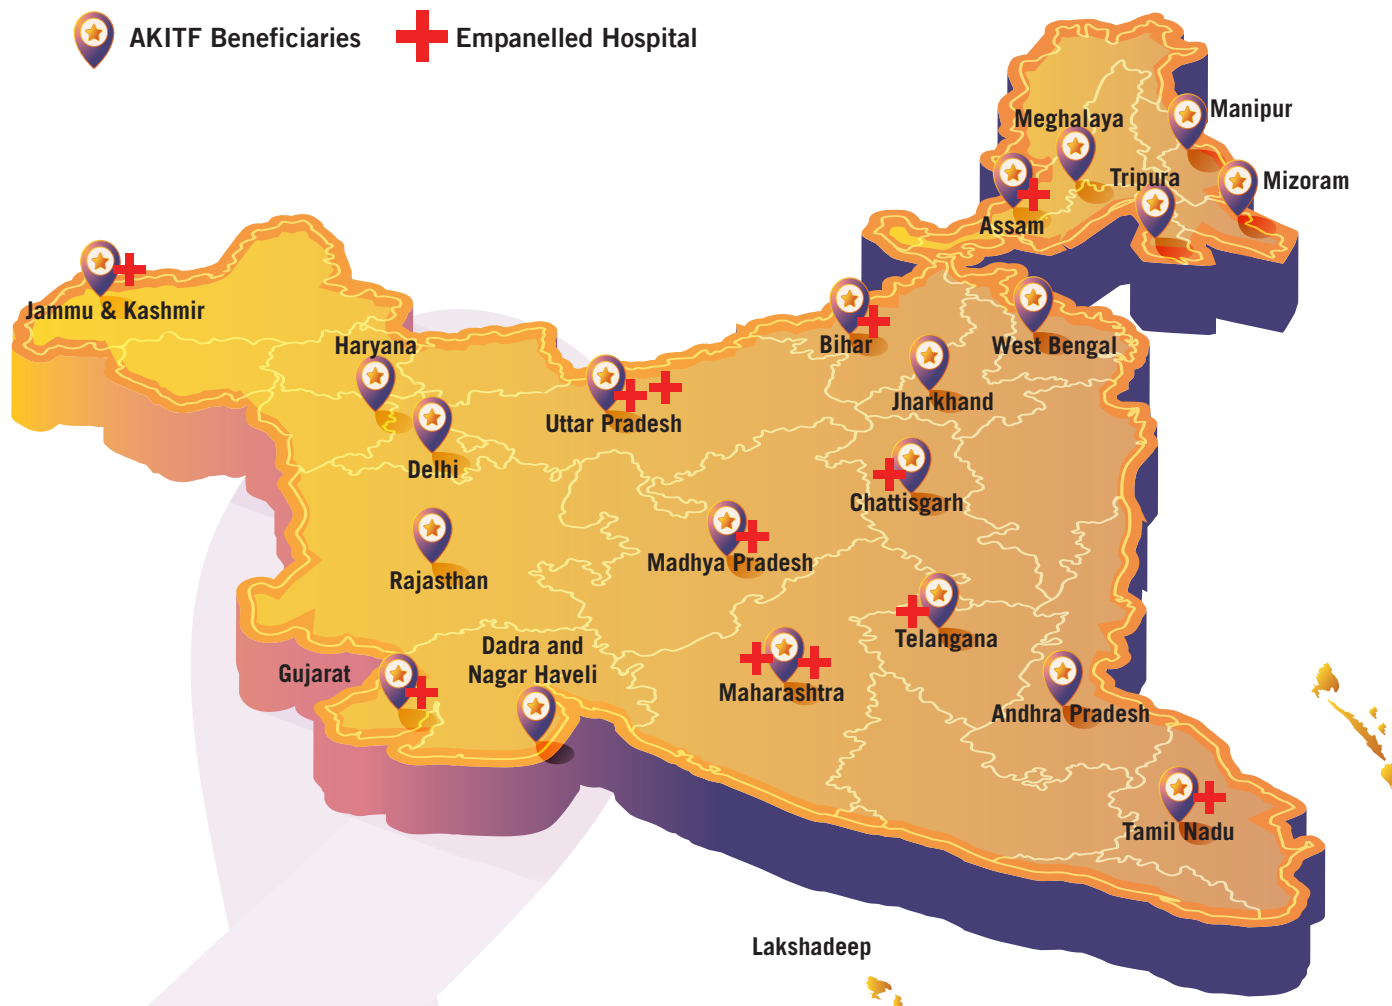 AKITF Beneficiaries
Empanelled Hospital
Manipur
Meghalaya
Tripura
Mizoram
Assam
Jammu & Kashmir
Haryana
Bihar
West Bengal
Jharkhand
Uttar Pradesh
Delhi
Chattisgarh
Madhya Pradesh
Rajasthan
Telangana
Dadra and
Nagar Haveli
Gujarat
Maharashtra
Andhra Pradesh
Tamil Nadu
Lakshadeep